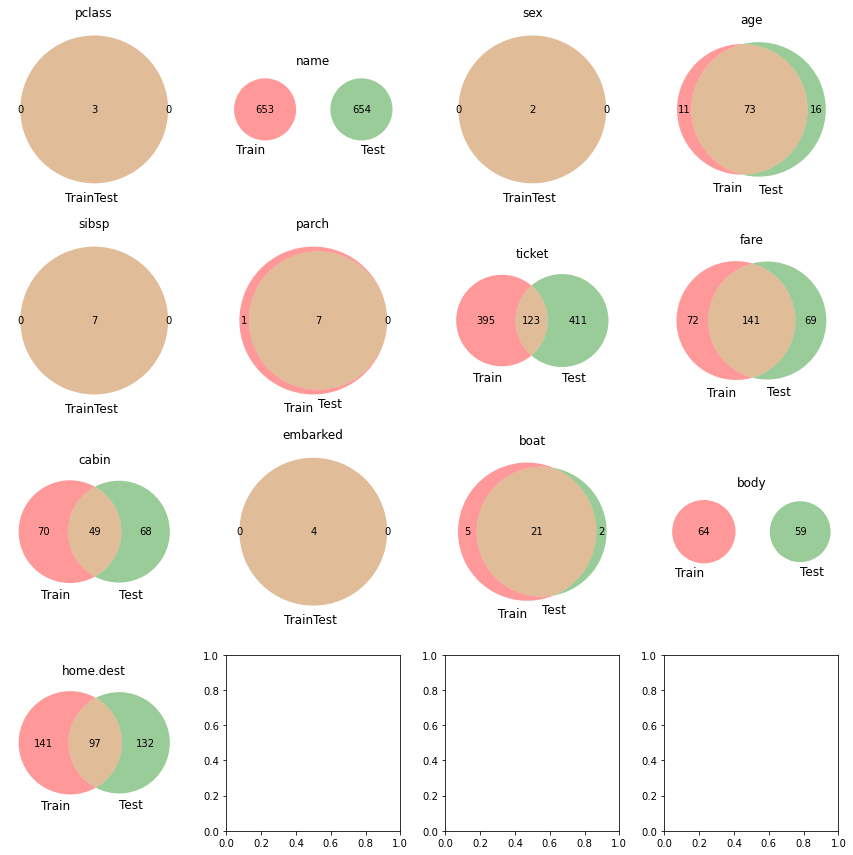 pclass
0 3 0
TrainTest
name
653 654
Train Test
sex
0 2 0
TrainTest
age
11 73 16
Train Test
sibsp
0 7 0
TrainTest
parch
1 7 0
Train Test
ticket
395 123 411
Train Test
fare
72 141 69
Train Test
cabin
70 49 68
Train Test
embarked
0 4 0
TrainTest
boat
5 21 2
Train Test
body
64 59
Train Test
home.dest
141 97 132
Train Test
1.0
0.8
0.6
0.4
0.2
0.0
0.0 0.2 0.4 0.6 0.8 1.0
1.0
0.8
0.6
0.4
0.2
0.0
0.0 0.2 0.4 0.6 0.8 1.0
1.0
0.8
0.6
0.4
0.2
0.0
0.0 0.2 0.4 0.6 0.8 1.0